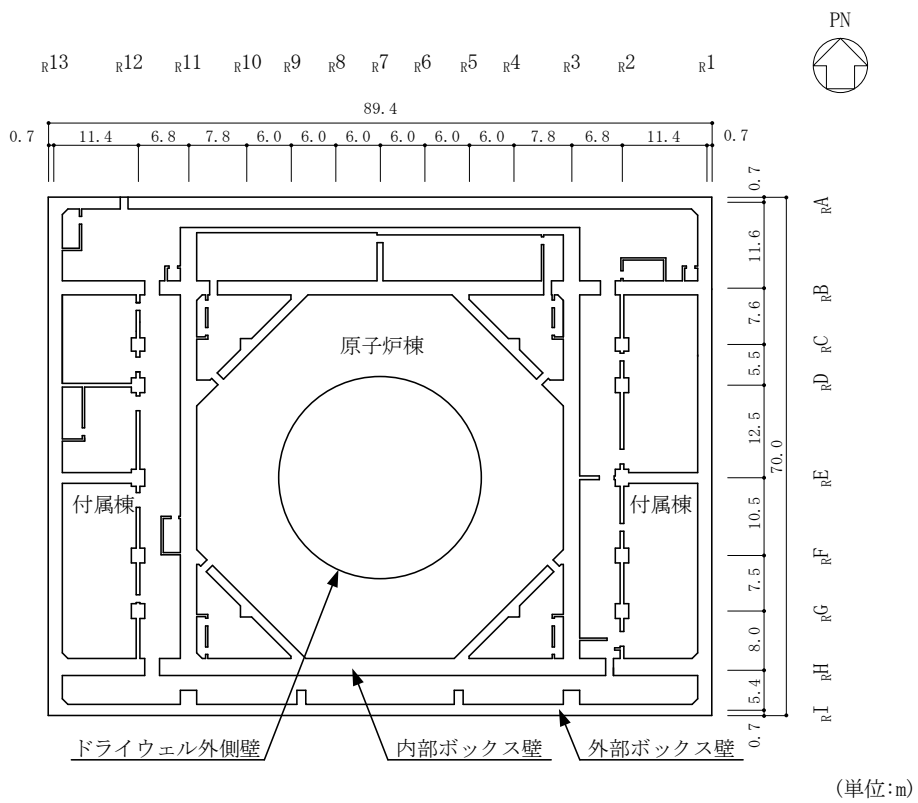 PN
R13 R12 R11 R10 R9 R8 R7 R6 R5 R4 R3 R2 R1
89.4
0.7 11.4 6.8 7.8 6.0 6.0 6.0 6.0 6.0 6.0 7.8 6.8 11.4 0.7
0.7
RA
11.6
RB
7.6
原子炉棟
RC
5.5
RD
12.5
70.0
RE
付属棟 付属棟
10.5
RF
7.5
RG
8.0
RH
5.4
RI
0.7
ドライウェル外側壁 内部ボックス壁 外部ボックス壁
(単位:m)